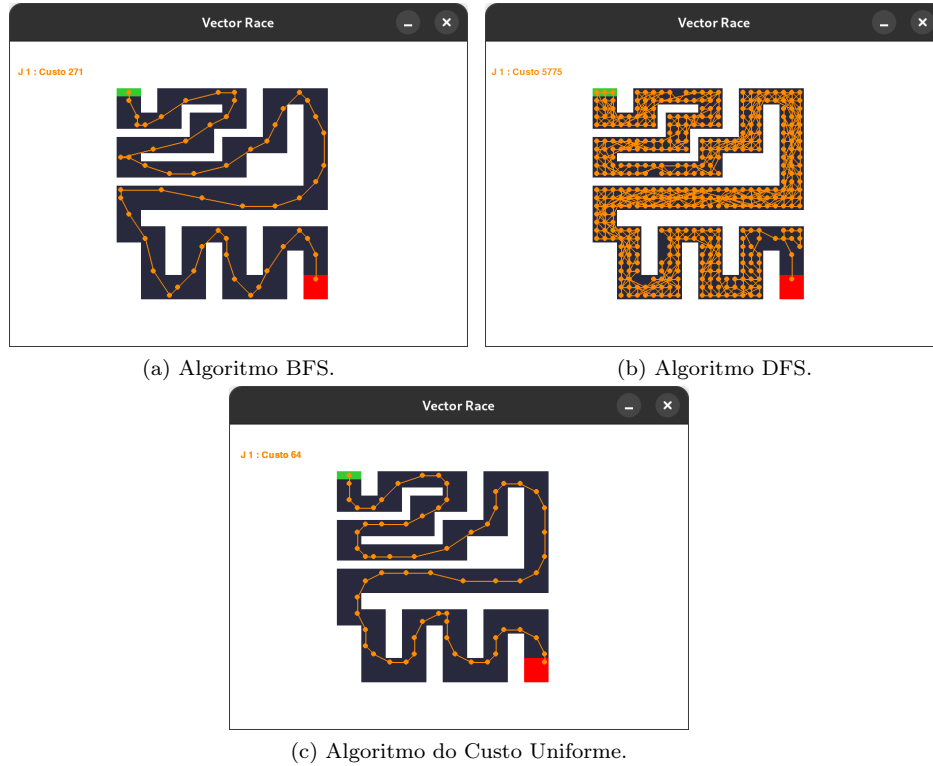 Vector Race
J 1 : Custo 271
(a) Algoritmo BFS.
Vector Race
J 1 : Custo 5775
(b) Algoritmo DFS.
Vector Race
J 1 : Custo 64
(c) Algoritmo do Custo Uniforme.